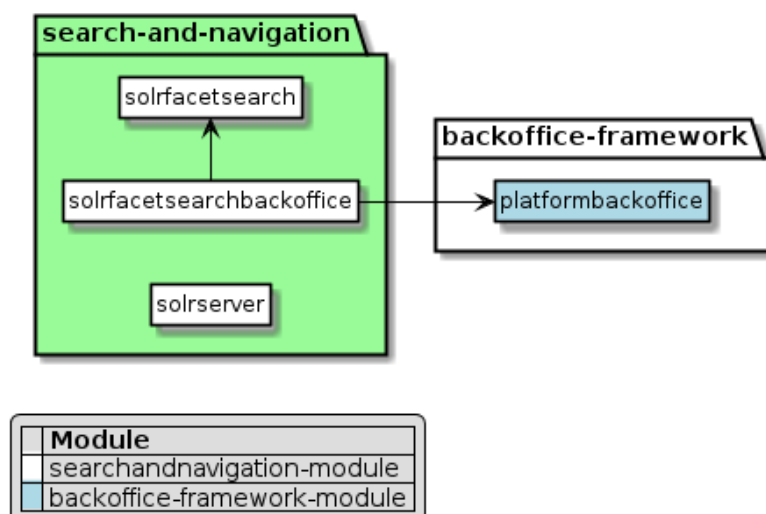 search-and-navigation
solrfacetsearch
backoffice-framework
solrfacetsearchbackoffice
platformbackoffice
solrserver
Module
searchandnavigation-module
backoffice-framework-module